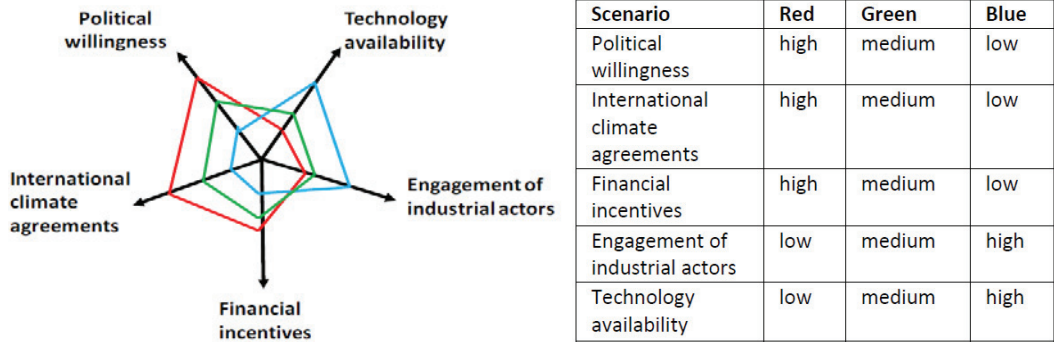 Political
willingness
Technology
availability
International
climate
agreements
Engagement of
industrial actors
Financial
incentives
Scenario Red Green Blue
Political
willingness high medium low
International
climate
agreements high medium low
Financial
incentives high medium low
Engagement of
industrial actors low medium high
Technology
availability low medium high